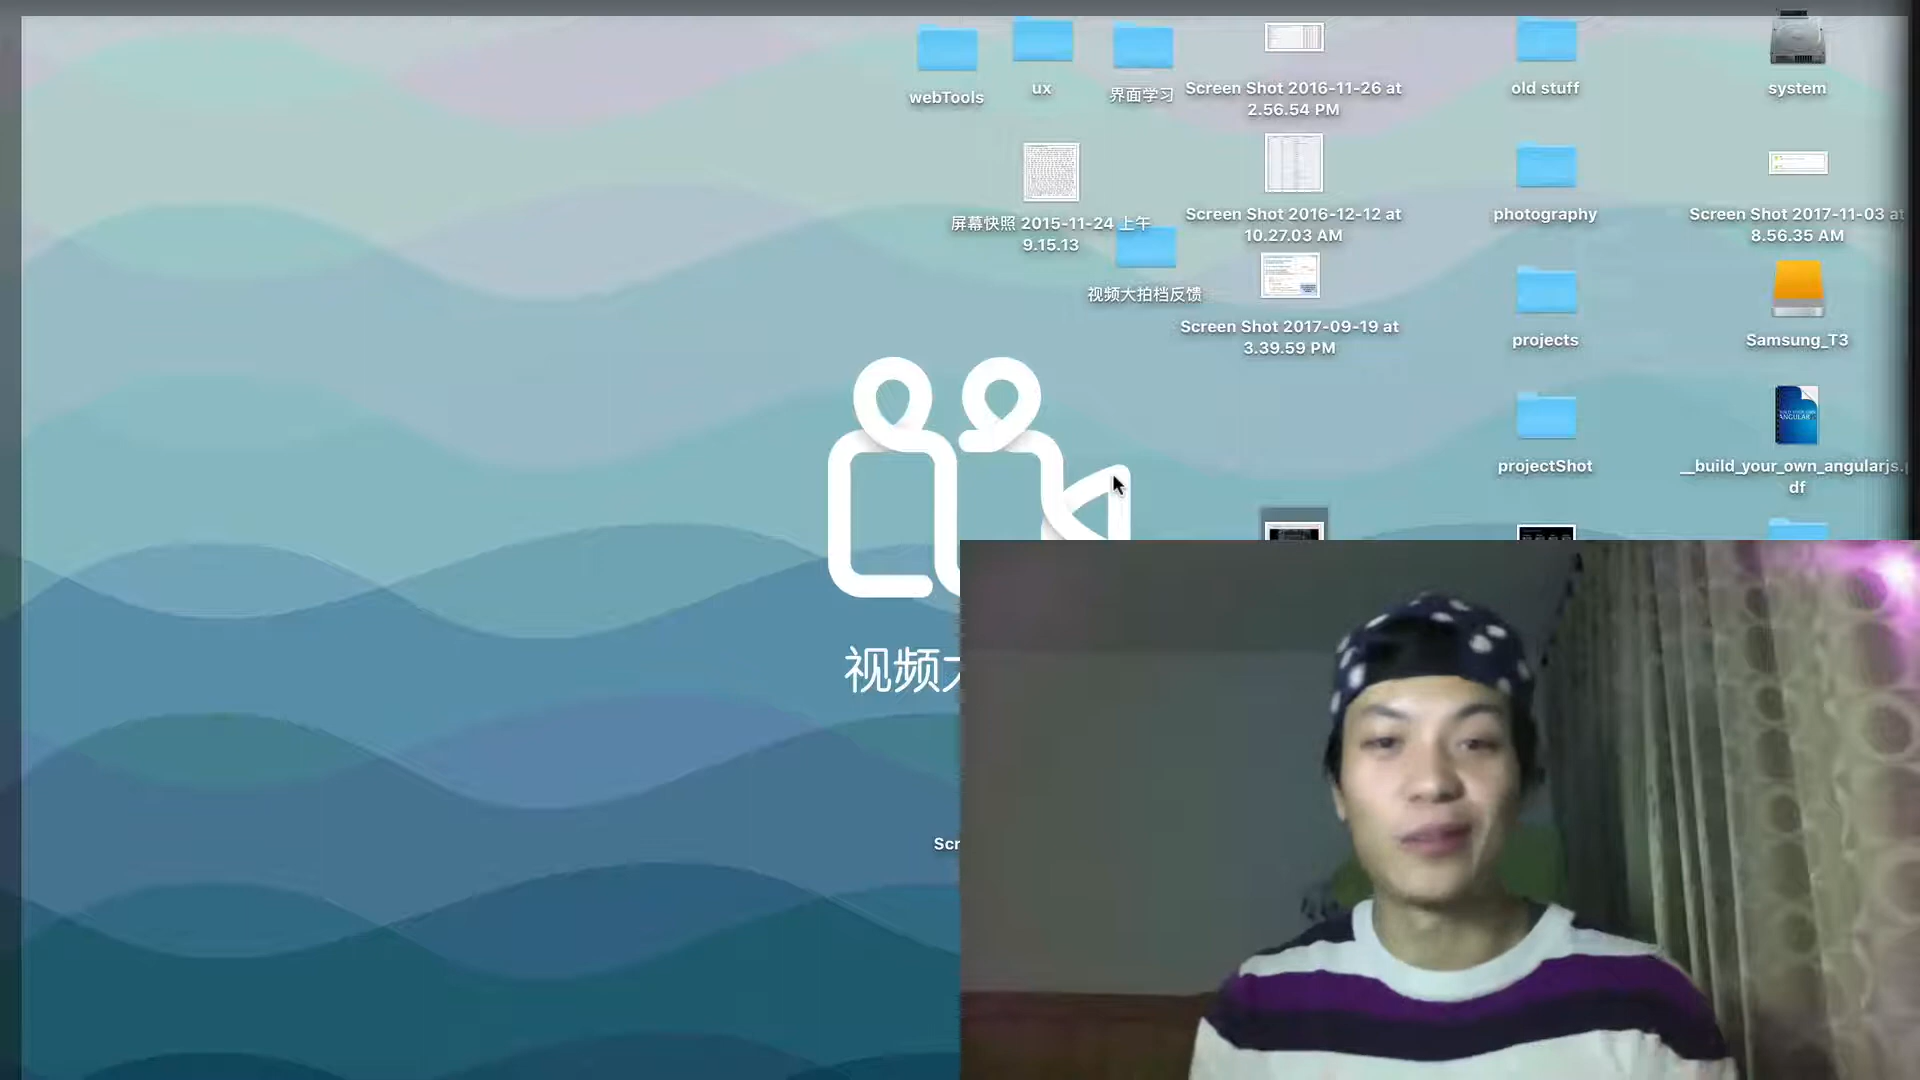 webTools
ux
界面学习
Screen Shot 2016-11-26 at
2.56.54 PM
old stuff
system
屏幕快照 2015-11-24 上午
9.15.13
Screen Shot 2016-12-12 at
10.27.03 AM
photography
Screen Shot 2017-11-03 at
8.56.35 AM
视频大拍档反馈
Screen Shot 2017-09-19 at
3.39.59 PM
projects
Samsung_T3
projectShot
ANGULAR
__build_your_own_angularjs.p
df
视频大
Scr